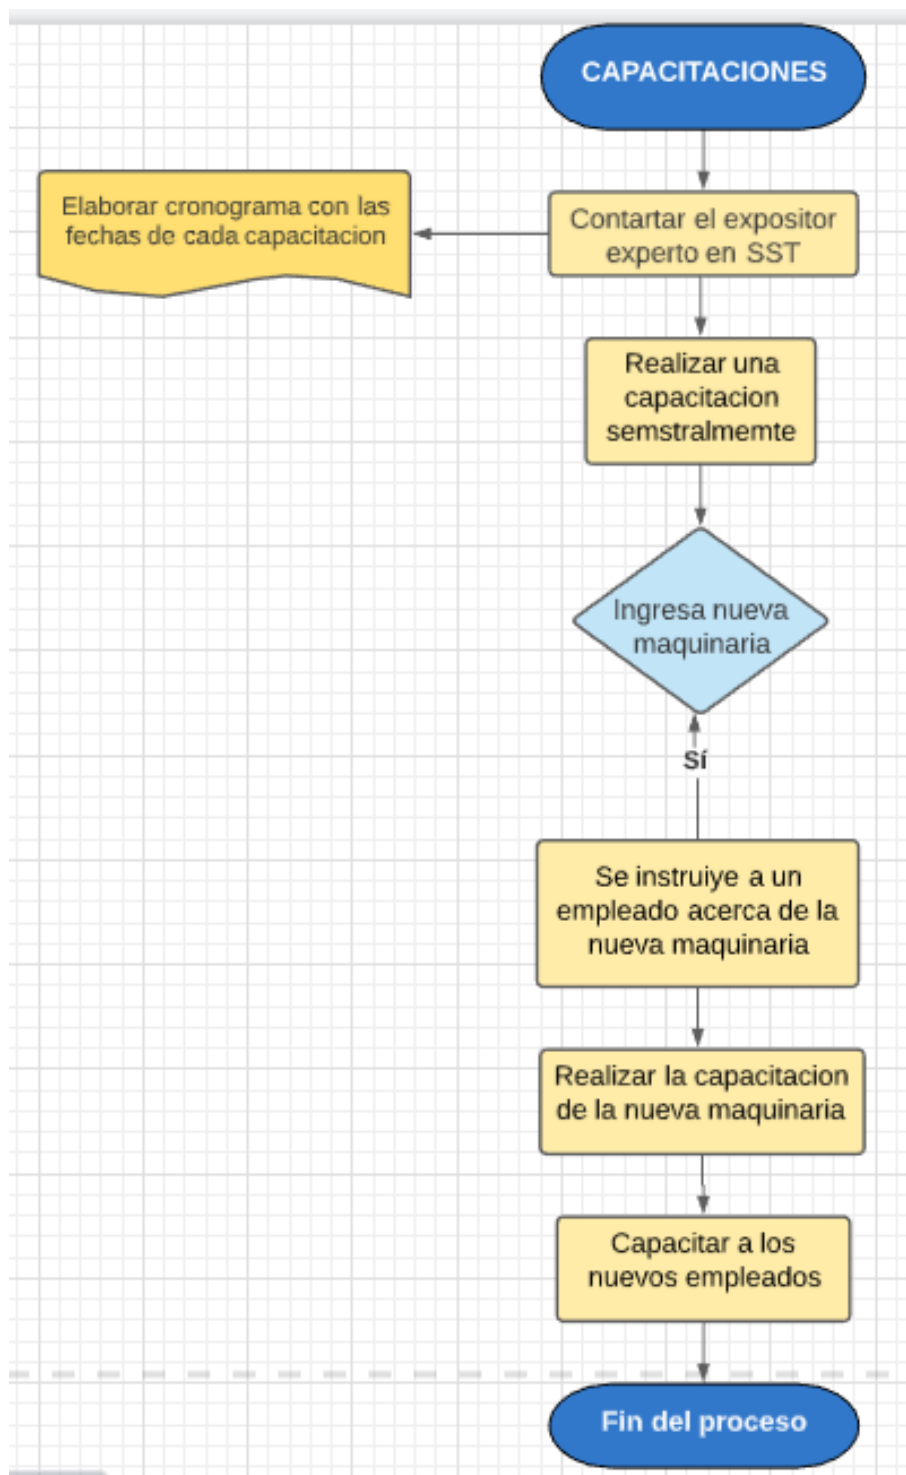 CAPACITACIONES
Elaborar cronograma con las
fechas de cada capacitacion
Contartar el expositor
experto en SST
Realizar una
capacitacion
semstralmemte
Ingresa nueva
maquinaria
Sí
Se instruiye a un
empleado acerca de la
nueva maquinaria
Realizar la capacitacion
de la nueva maquinaria
Capacitar a los
nuevos empleados
Fin del proceso